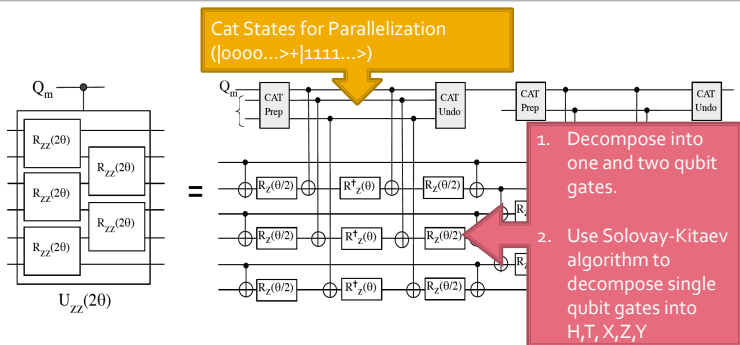 Cat States for Parallelization
(|0000...>+|1111...>)
Qm
Qm
CAT
Prep
CAT
Undo
CAT
Prep
CAT
Undo
Rzz(2θ)
Rzz(2θ)
Rzz(2θ)
Rzz(2θ)
Rzz(2θ)
Uzz(2θ)
=
RZ(θ/2)
R†Z(θ)
RZ(θ/2)
RZ(θ/2)
R†Z(θ)
RZ(θ/2)
RZ(θ/2)
R†Z(θ)
RZ(θ/2)
1. Decompose into
one and two qubit
gates.
2. Use Solovay-Kitaev
algorithm to
decompose single
qubit gates into
H,T, X,Z,Y